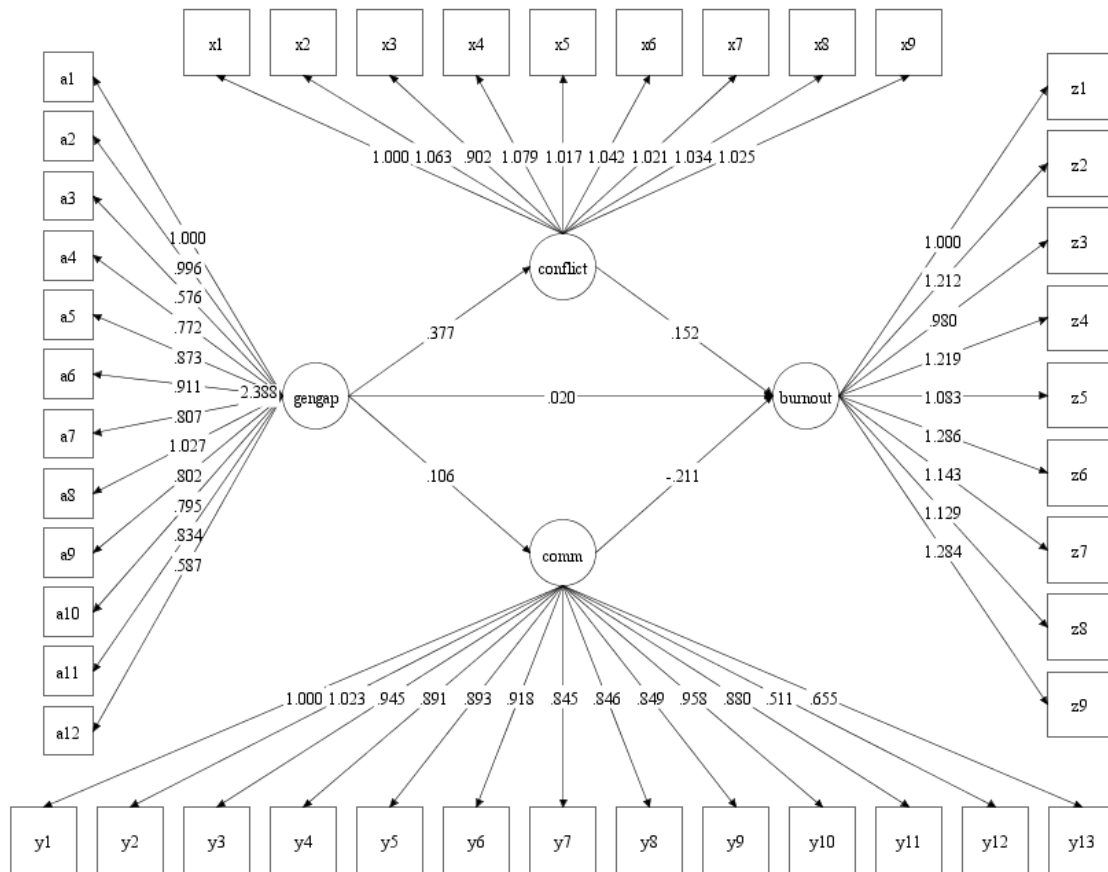 x1 x2 x3 x4 x5 x6 x7 x8 x9
a1
a2
a3
a4
a5
a6
a7
a8
a9
a10
a11
a12
z1
z2
z3
z4
z5
z6
z7
z8
z9
1.000 1.063 .902 1.079 1.017 1.042 1.021 1.034 1.025
1.000
.996
.576
.772
.873
.911
.807
1.027
.802
.795
.834
.587
2.388
gengap
conflict
comm
burnout
.377
.152
.020
.106
-.211
1.000
1.212
.980
1.219
1.083
1.286
1.143
1.129
1.284
1.000 1.023 .945 .891 .893 .918 .845 .846 .849 .958 .880 .511 .655
y1 y2 y3 y4 y5 y6 y7 y8 y9 y10 y11 y12 y13